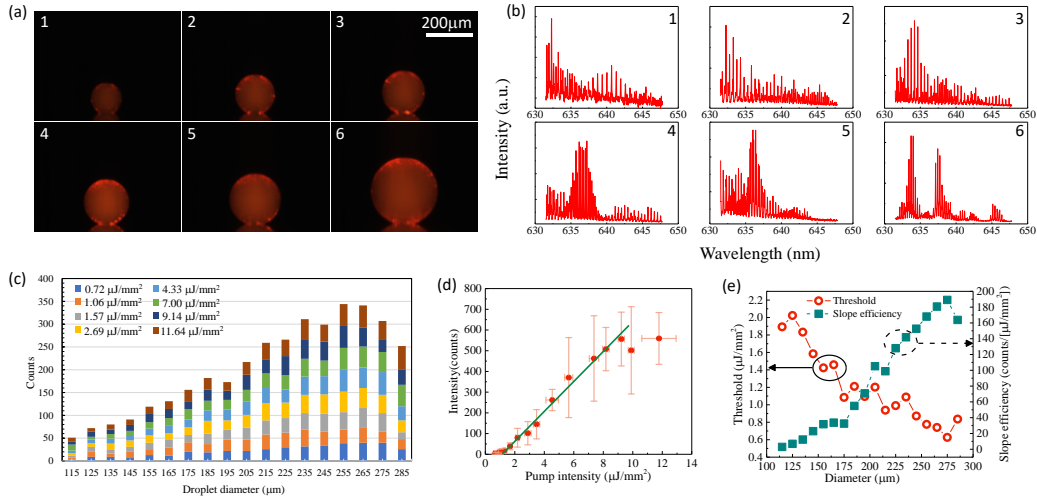 (a)
1
2
3
200μm
4
5
6
(b)
Intensity (a.u.)
1
2
3
630 635 640 645 650
630 635 640 645 650
630 635 640 645 650
4
5
6
630 635 640 645 650
630 635 640 645 650
630 635 640 645 650
Wavelength (nm)
(c)
Counts
400
350
300
250
200
150
100
50
0
0.72 μJ/mm²
4.33 μJ/mm²
1.06 μJ/mm²
7.00 μJ/mm²
1.57 μJ/mm²
9.14 μJ/mm²
2.69 μJ/mm²
11.64 μJ/mm²
115 125 135 145 155 165 175 185 195 205 215 225 235 245 255 265 275 285
Droplet diameter (μm)
(d)
Intensity(counts)
800
700
600
500
400
300
200
100
0
0 2 4 6 8 10 12 14
Pump intensity (μJ/mm²)
(e)
Threshold (μJ/mm²)
2.2
2.0
1.8
1.6
1.4
1.2
1.0
0.8
0.6
0.4
Threshold
Slope efficiency
200
180
160
140
120
100
80
60
40
20
0
Slope efficiency (counts/[μJ/mm²])
100 125 150 175 200 225 250 275 300
Diameter (μm)